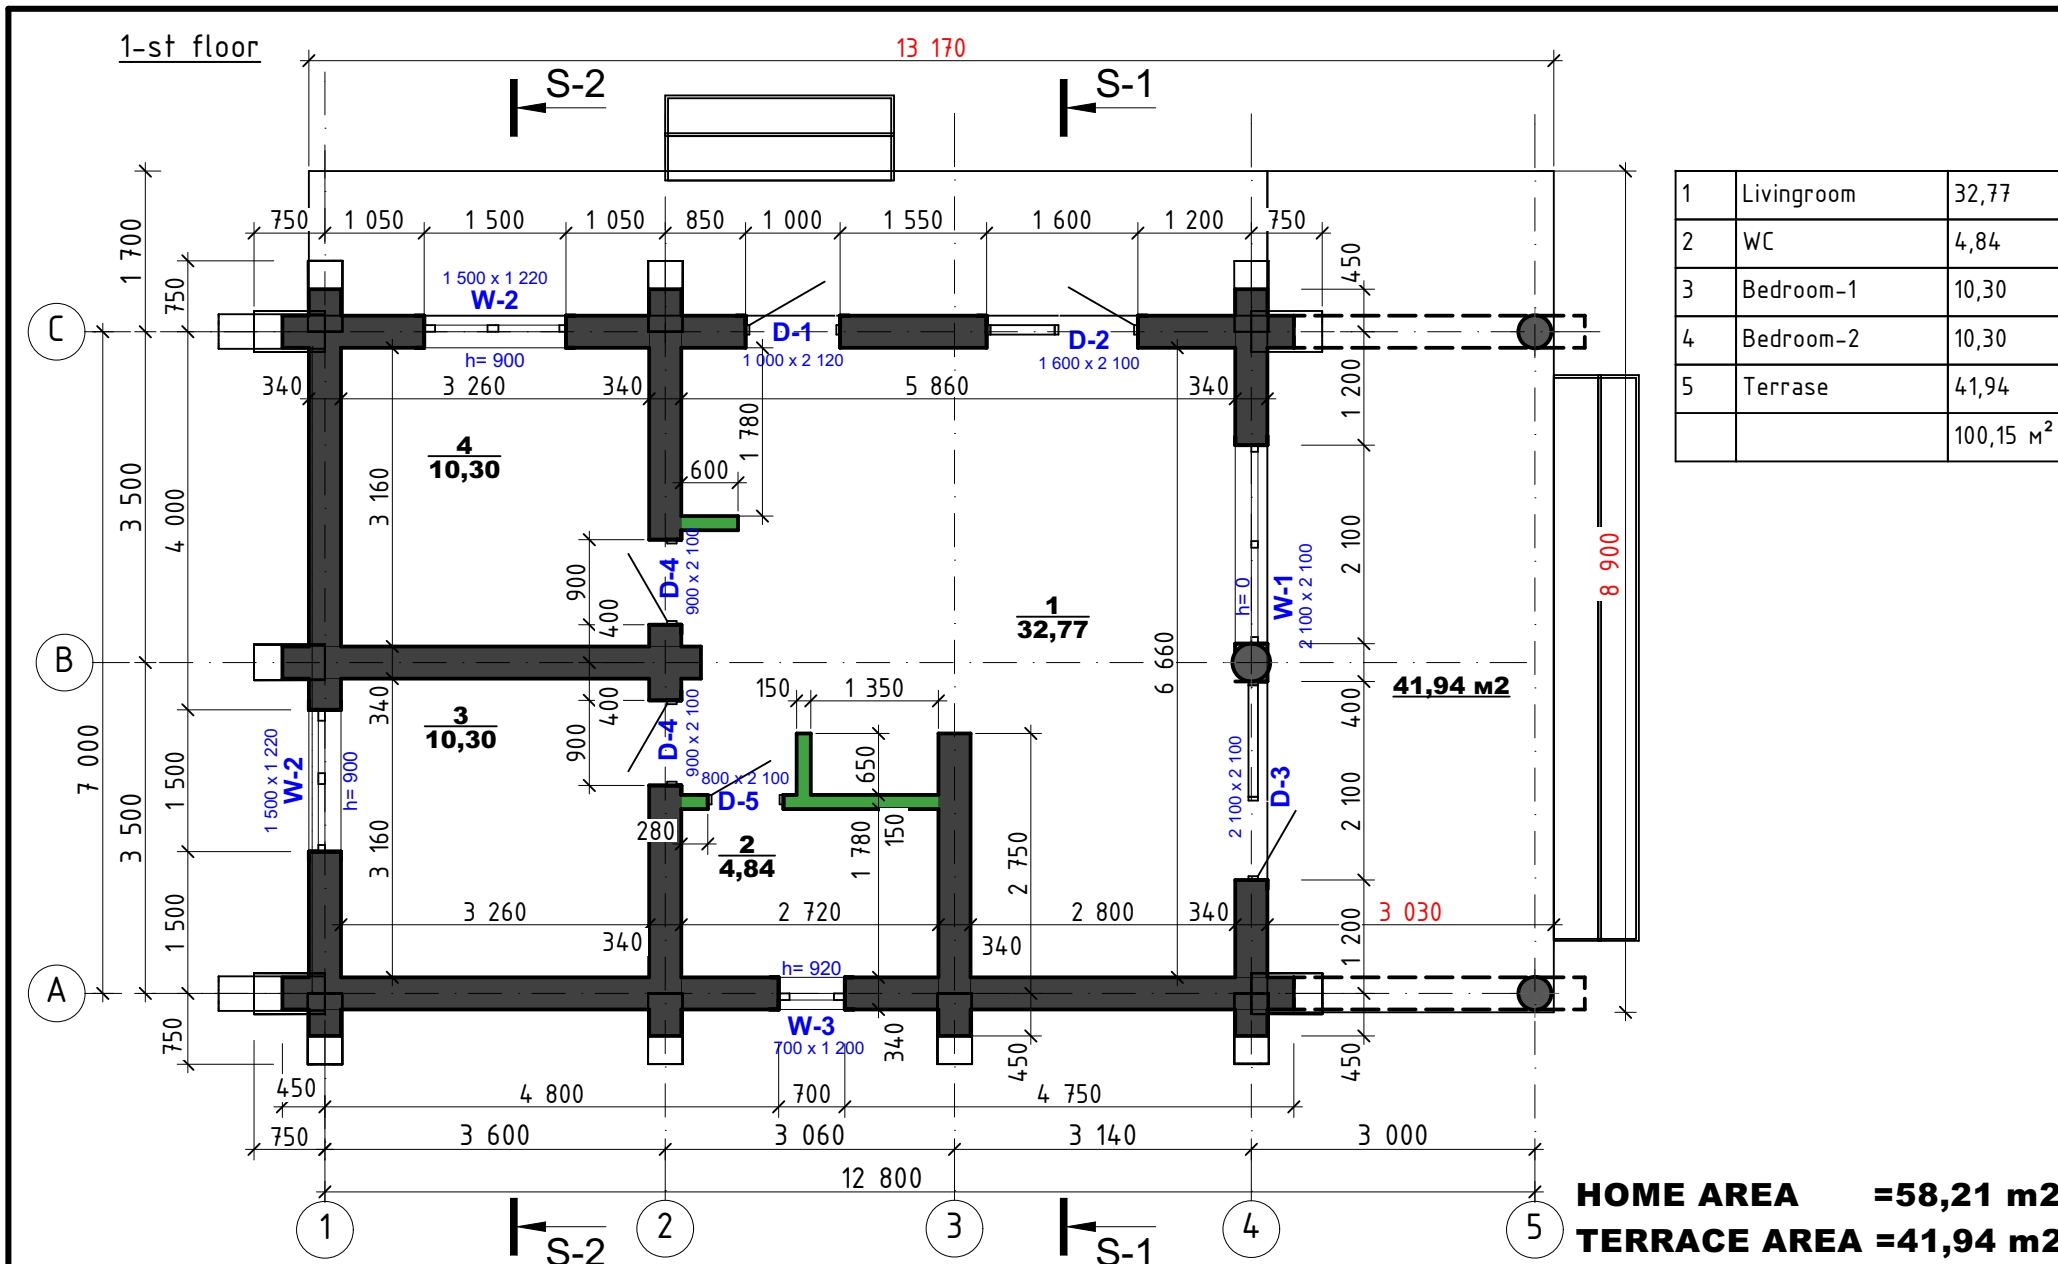 1-st floor
13 170
S-2
S-1
750
1 050
1 500
1 050
850
1 000
1 550
1 600
1 200
750
1 700
750
450
1 500 x 1 220
W-2
h= 900
D-1
1 000 x 2 120
D-2
1 600 x 2 100
C
340
3 260
340
5 860
340
1 200
1 780
600
4
10,30
3 160
3 500
4 000
900
400
D-4
900 x 2 100
1
32,77
2 100
h= 0
W-1
2 100 x 2 100
8 900
1 Livingroom 32,77
2 WC 4,84
3 Bedroom-1 10,30
4 Bedroom-2 10,30
5 Terrase 41,94
100,15 м²
B
6 660
41,94 м2
340
3
10,30
400
900
D-4
900 x 2 100
150
1 350
650
400
7 000
3 500
1 500
1 500 x 1 220
W-2
h= 900
800 x 2 100
D-5
280
2
4,84
1 780
150
2 750
2 100 x 2 100
D-3
2 100
3 160
1 500
3 260
340
2 720
2 800
340
340
3 030
1 200
A
h= 920
W-3
700 x 1 200
340
450
450
750
450
4 800
700
4 750
750
3 600
3 060
3 140
3 000
12 800
1
2
3
4
5
S-2
S-1
HOME AREA =58,21 m2
TERRACE AREA =41,94 m2